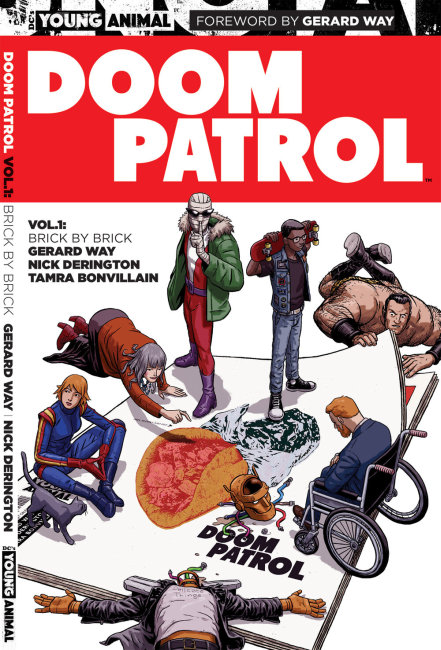 DC's YOUNG ANIMAL
FOREWORD BY GERARD WAY
DOOM
PATROL
TM
VOL.1:
BRICK BY BRICK
GERARD WAY
NICK DERINGTON
TAMRA BONVILLAIN
DOOM
PATROL
DOOM PATROL VOL.1: BRICK BY BRICK GERARD WAY | NICK DERINGTON
DC's YOUNG ANIMAL